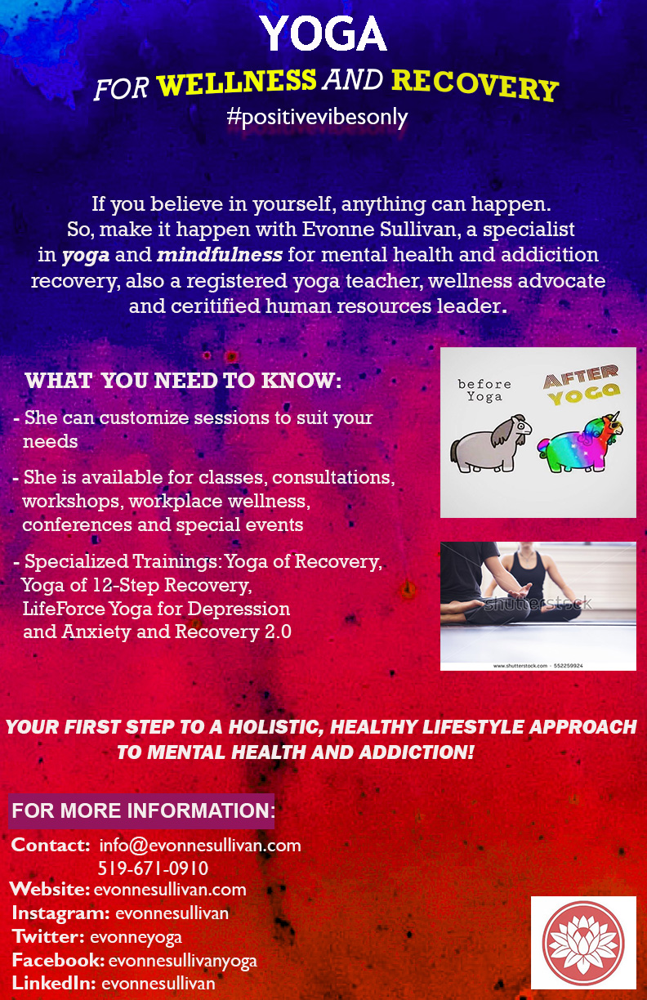 YOGA
FOR WELLNESS AND RECOVERY
#positivevibesonly
If you believe in yourself, anything can happen.
So, make it happen with Evonne Sullivan, a specialist
in yoga and mindfulness for mental health and addicition
recovery, also a registered yoga teacher, wellness advocate
and ceritified human resources leader.
WHAT YOU NEED TO KNOW:
- She can customize sessions to suit your
needs
- She is available for classes, consultations,
workshops, workplace wellness,
conferences and special events
- Specialized Trainings: Yoga of Recovery,
Yoga of 12-Step Recovery,
LifeForce Yoga for Depression
and Anxiety and Recovery 2.0
before
Yoga
AFTER
YOGA
shutterstock
www.shutterstock.com · 552259924
YOUR FIRST STEP TO A HOLISTIC, HEALTHY LIFESTYLE APPROACH
TO MENTAL HEALTH AND ADDICTION!
FOR MORE INFORMATION:
Contact: info@evonnesullivan.com
519-671-0910
Website: evonnesullivan.com
Instagram: evonnesullivan
Twitter: evonneyoga
Facebook: evonnesullivanyoga
LinkedIn: evonnesullivan